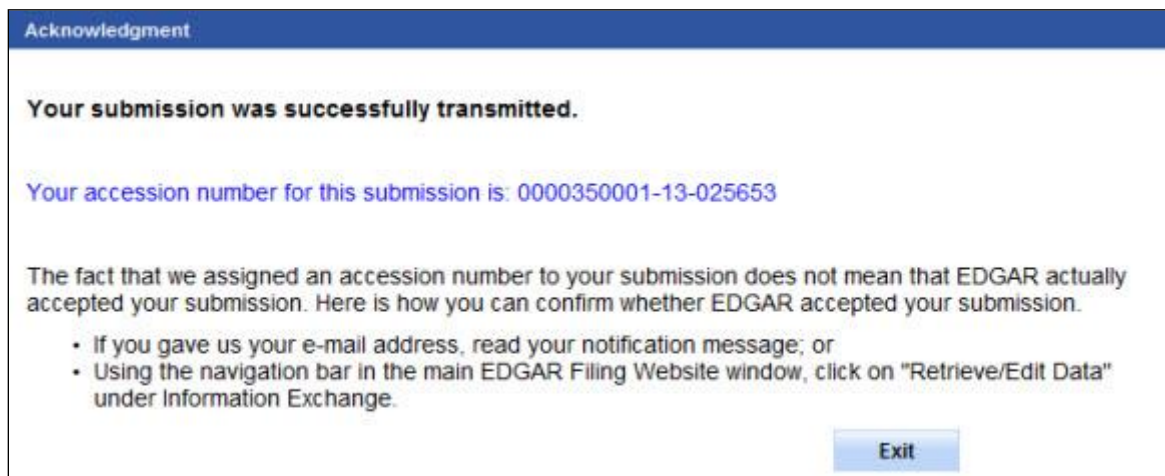 Acknowledgment
Your submission was successfully transmitted.
Your accession number for this submission is: 0000350001-13-025653
The fact that we assigned an accession number to your submission does not mean that EDGAR actually
accepted your submission. Here is how you can confirm whether EDGAR accepted your submission.
• If you gave us your e-mail address, read your notification message; or
• Using the navigation bar in the main EDGAR Filing Website window, click on "Retrieve/Edit Data"
under Information Exchange.
Exit